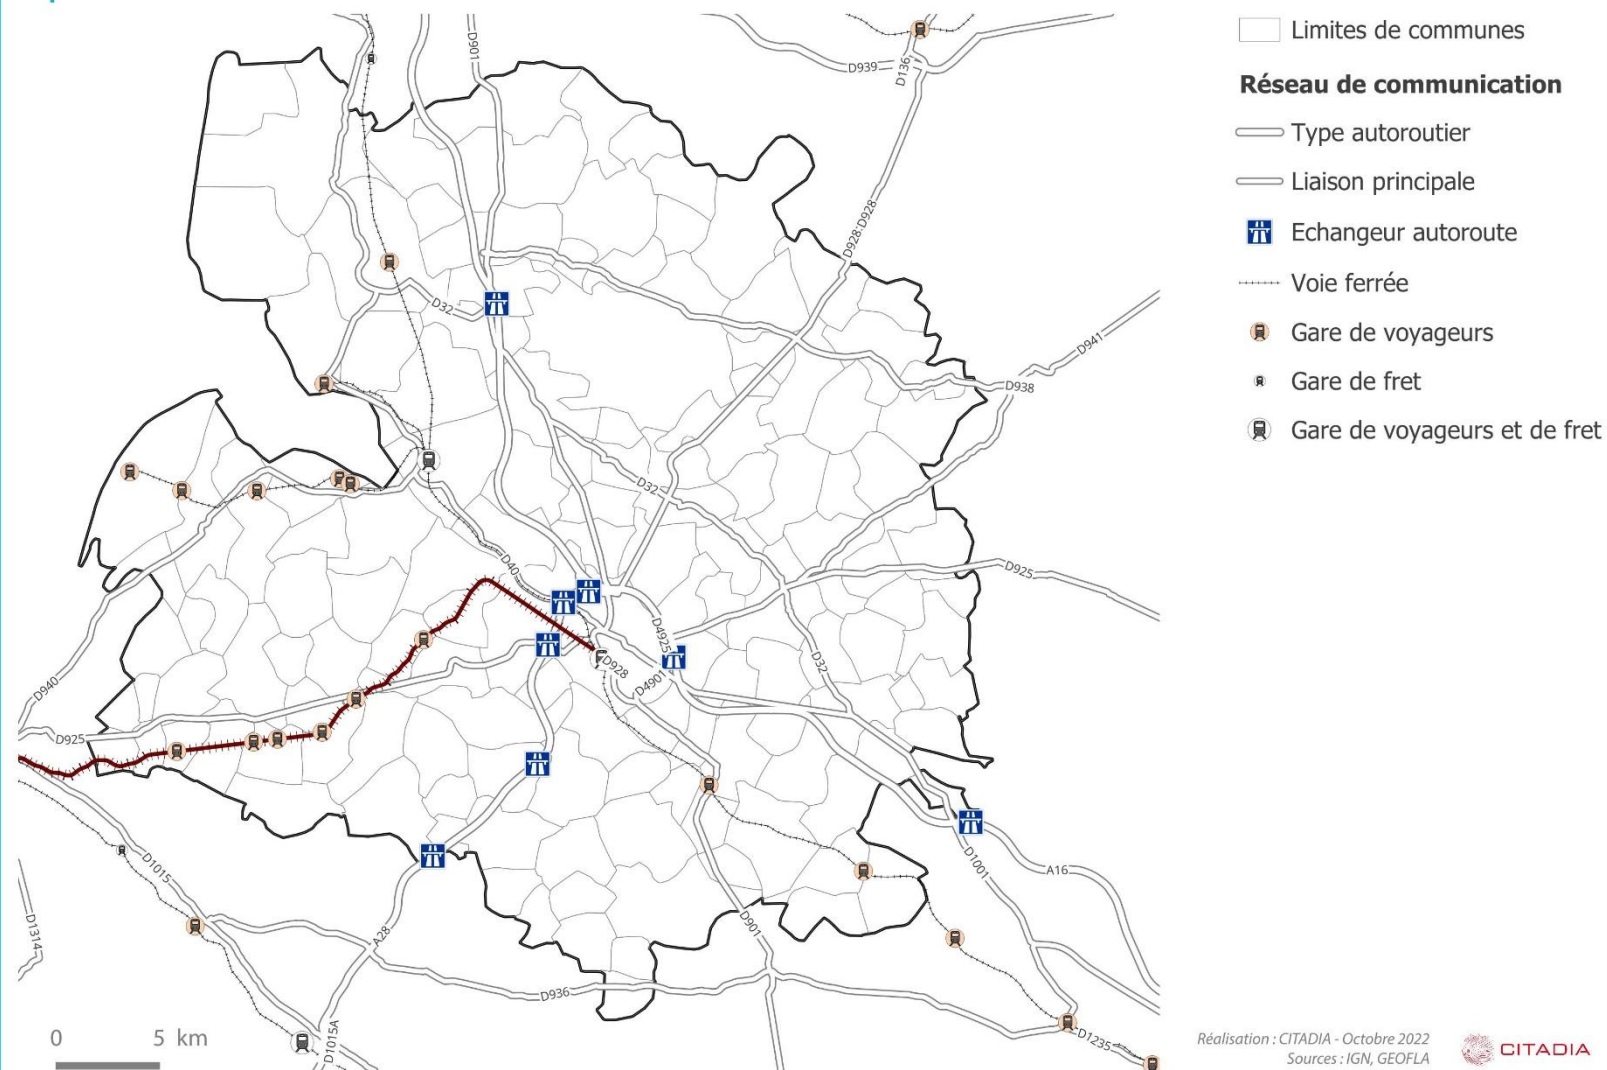 Limites de communes
Réseau de communication
Type autoroutier
Liaison principale
Echangeur autoroute
Voie ferrée
Gare de voyageurs
Gare de fret
Gare de voyageurs et de fret
D901
D939
D136
D928
D928
D32
D941
D938
D32
D40
D925
D4925
D928
D4901
D32
D940
D925
D1015
D1001
A16
D901
A28
D1314
D936
D1015A
D1235
0 5 km
Réalisation : CITADIA - Octobre 2022
Sources : IGN, GEOFLA
CITADIA